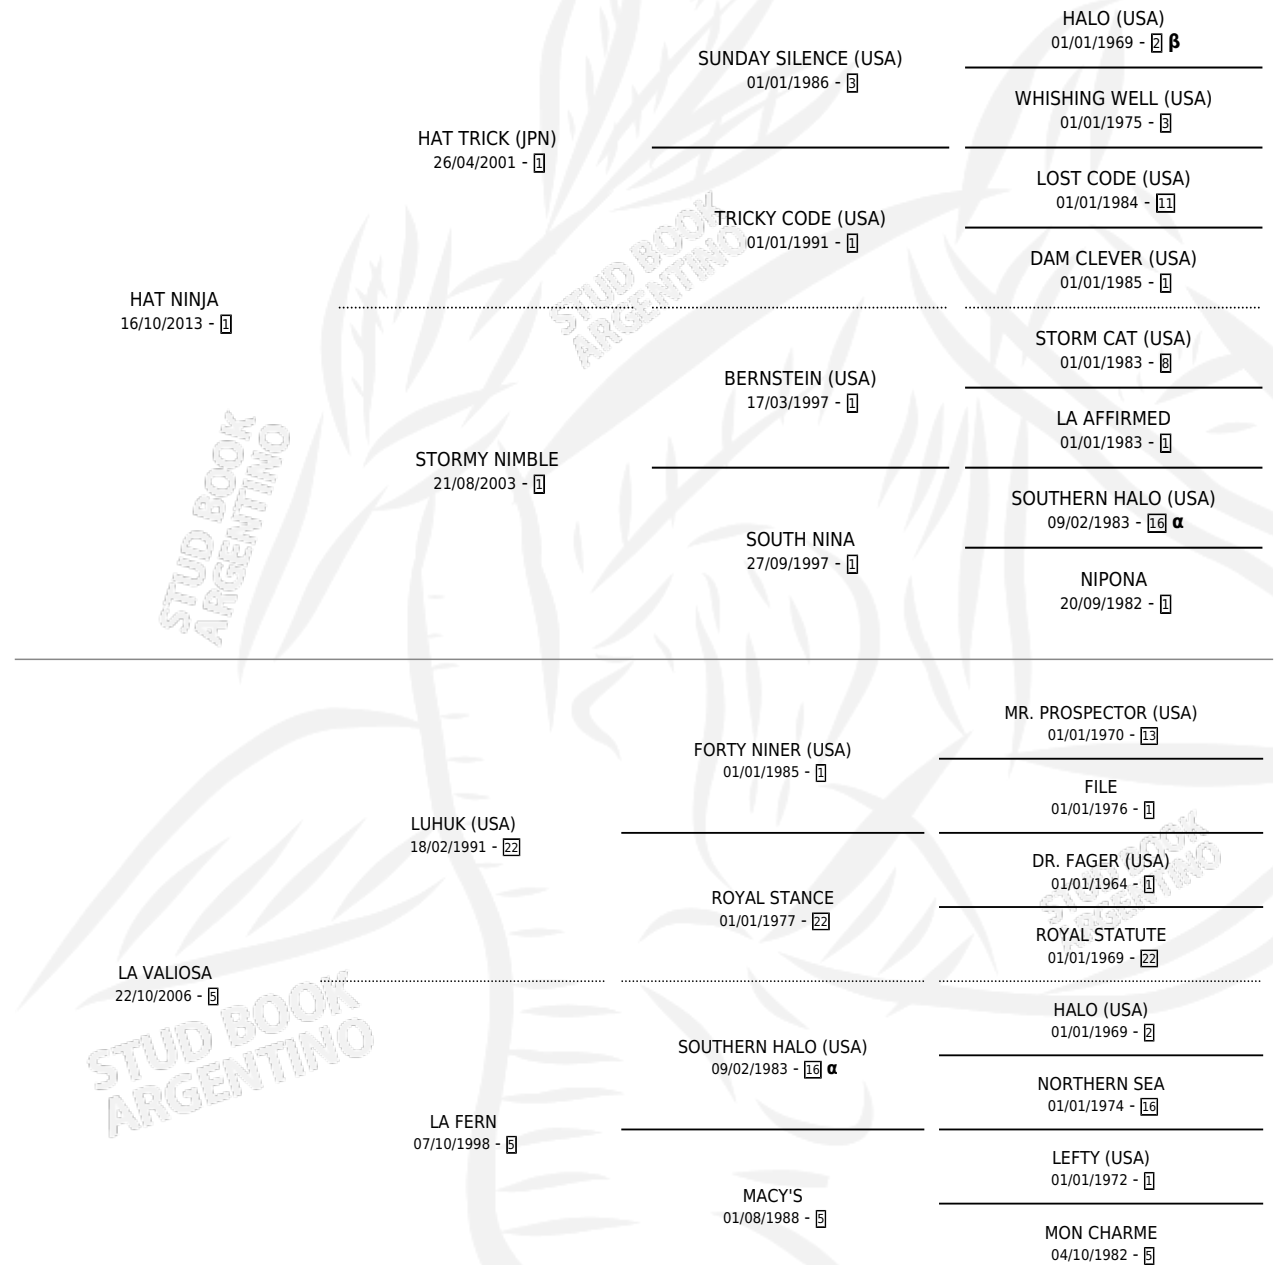 HALO (USA)
01/01/1969 - 2 β
SUNDAY SILENCE (USA)
01/01/1986 - 3
WHISHING WELL (USA)
01/01/1975 - 3
HAT TRICK (JPN)
26/04/2001 - 1
LOST CODE (USA)
01/01/1984 - 11
TRICKY CODE (USA)
01/01/1991 - 1
DAM CLEVER (USA)
01/01/1985 - 1
HAT NINJA
16/10/2013 - 1
STORM CAT (USA)
01/01/1983 - 8
BERNSTEIN (USA)
17/03/1997 - 1
LA AFFIRMED
01/01/1983 - 1
STORMY NIMBLE
21/08/2003 - 1
SOUTHERN HALO (USA)
09/02/1983 - 16 α
SOUTH NINA
27/09/1997 - 1
NIPONA
20/09/1982 - 1
MR. PROSPECTOR (USA)
01/01/1970 - 13
FORTY NINER (USA)
01/01/1985 - 1
FILE
01/01/1976 - 1
LUHUK (USA)
18/02/1991 - 22
DR. FAGER (USA)
01/01/1964 - 1
ROYAL STANCE
01/01/1977 - 22
ROYAL STATUTE
01/01/1969 - 22
LA VALIOSA
22/10/2006 - 5
HALO (USA)
01/01/1969 - 2
SOUTHERN HALO (USA)
09/02/1983 - 16 α
NORTHERN SEA
01/01/1974 - 16
LA FERN
07/10/1998 - 5
LEFTY (USA)
01/01/1972 - 1
MACY'S
01/08/1988 - 5
MON CHARME
04/10/1982 - 5
STUD BOOK
ARGENTINO
STUD BOOK
ARGENTINO
STUD BOOK
ARGENTINO
STUD BOOK
ARGENTINO